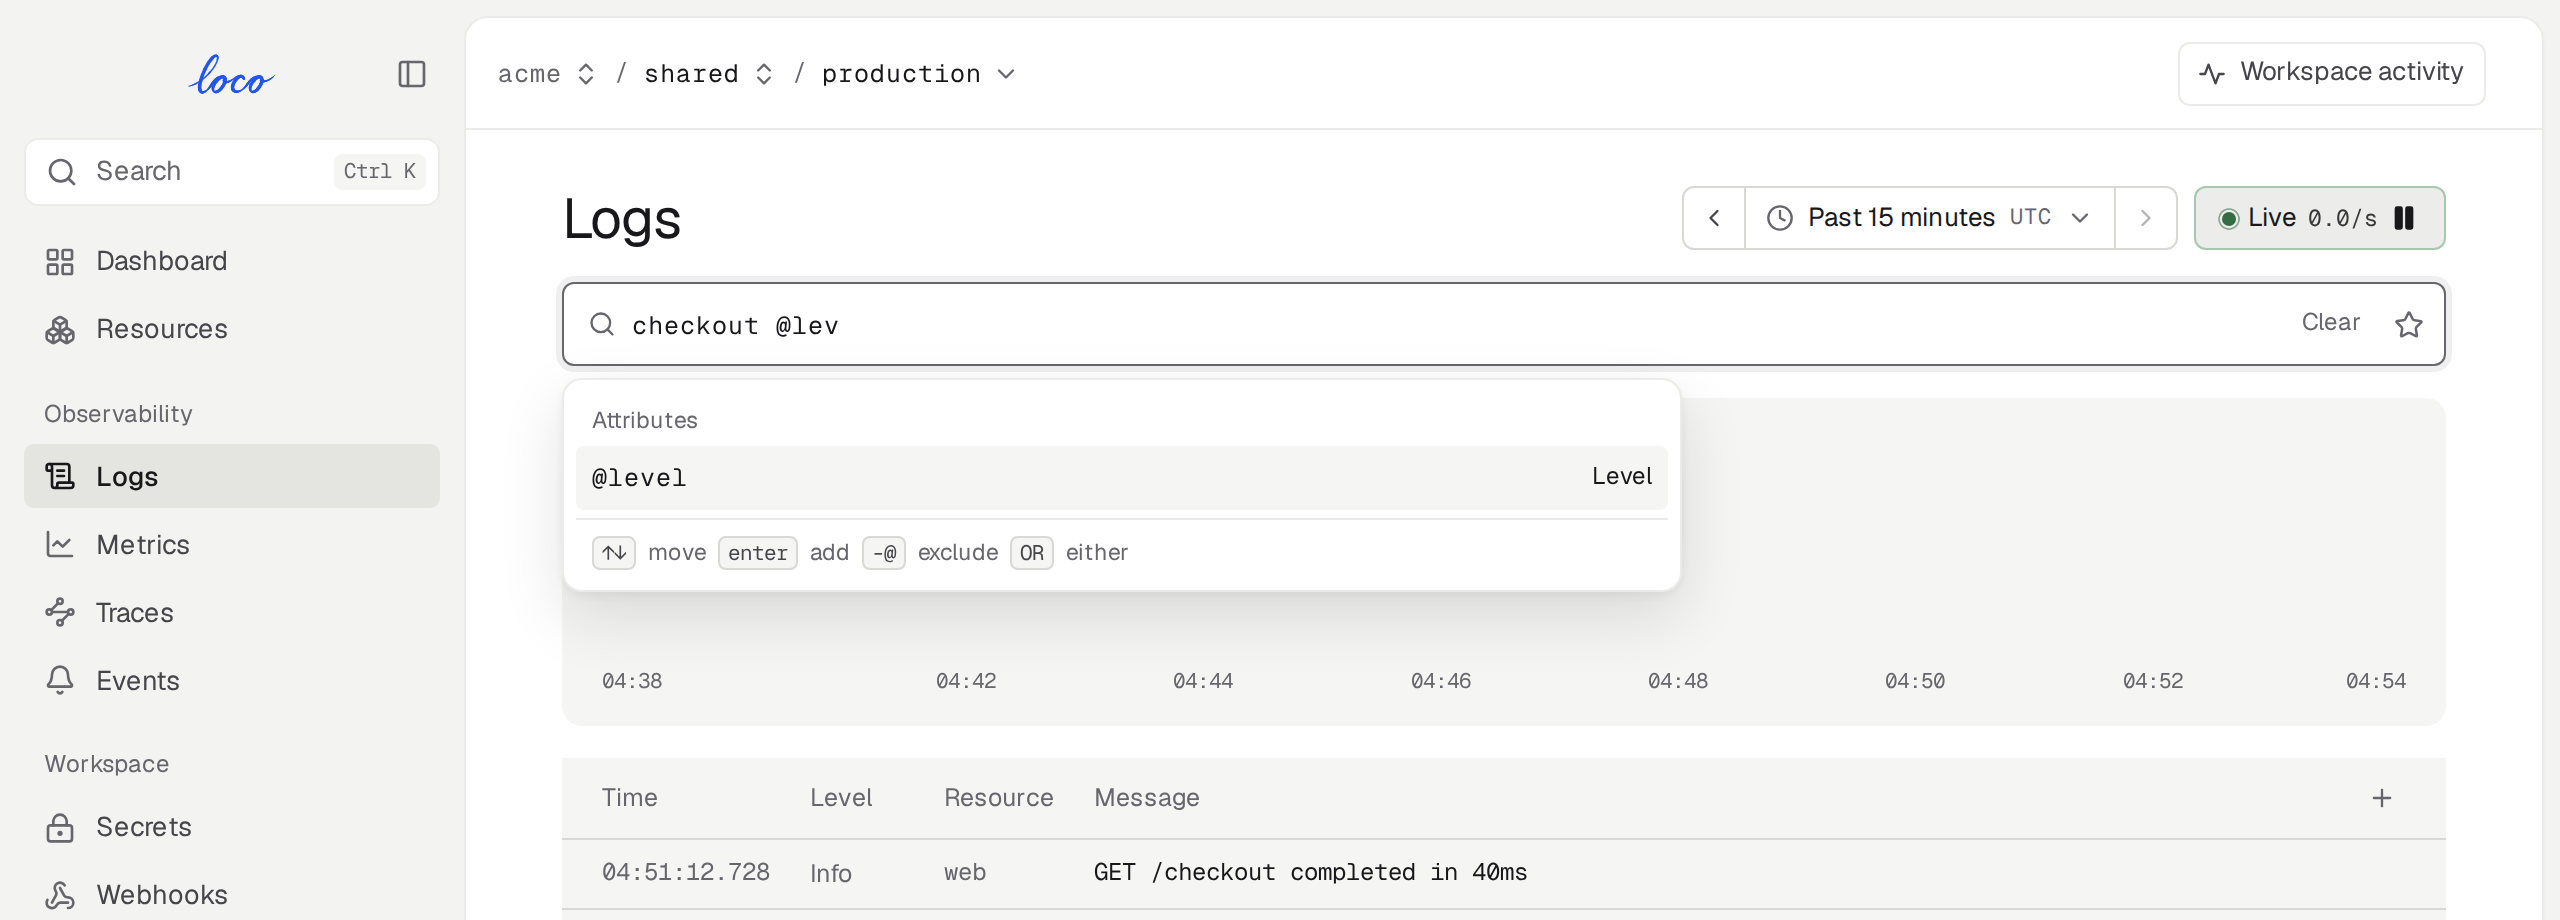 loco
acme / shared / production
Workspace activity
Search Ctrl K
Dashboard
Resources
Observability
Logs
Metrics
Traces
Events
Workspace
Secrets
Webhooks
Logs
Past 15 minutes UTC
Live 0.0/s
checkout @lev
Clear
Attributes
@level Level
↑↓ move enter add -@ exclude OR either
04:38 04:42 04:44 04:46 04:48 04:50 04:52 04:54
Time Level Resource Message
04:51:12.728 Info web GET /checkout completed in 40ms